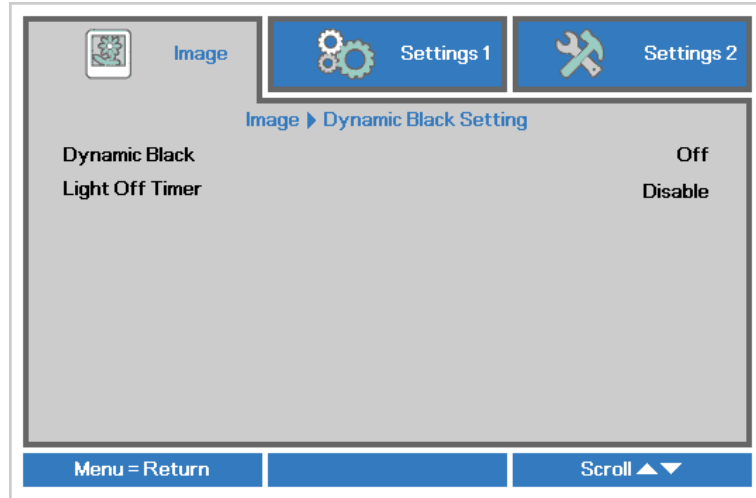 Image
Settings 1
Settings 2
Image ▶ Dynamic Black Setting
Dynamic Black Off
Light Off Timer Disable
Menu = Return
Scroll ▲▼